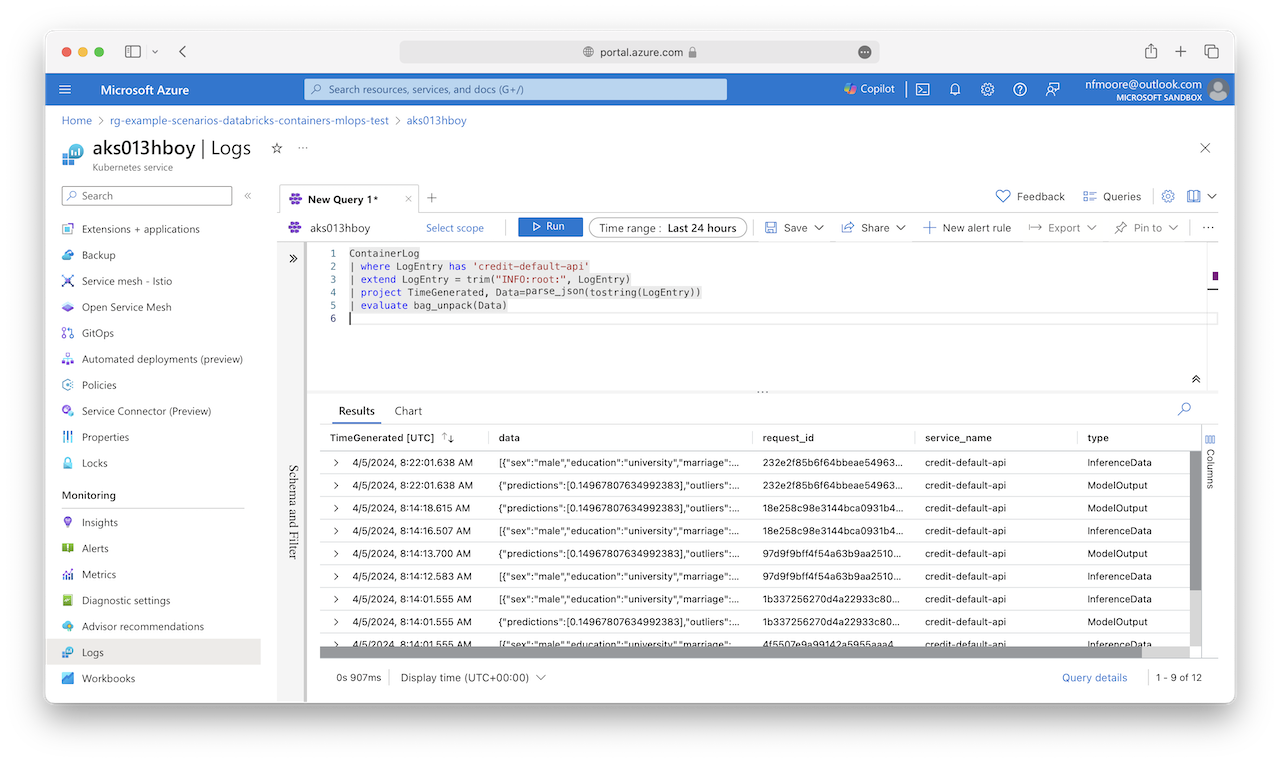 portal.azure.com
Microsoft Azure
Search resources, services, and docs (G+/)
Copilot
nfmoore@outlook.com
MICROSOFT SANDBOX
Home > rg-example-scenarios-databricks-containers-mlops-test > aks013hboy
aks013hboy | Logs
Kubernetes service
Search
Extensions + applications
Backup
Service mesh - Istio
Open Service Mesh
GitOps
Automated deployments (preview)
Policies
Service Connector (Preview)
Properties
Locks
Monitoring
Insights
Alerts
Metrics
Diagnostic settings
Advisor recommendations
Logs
Workbooks
New Query 1*
Feedback
Queries
aks013hboy
Select scope
Run
Time range : Last 24 hours
Save
Share
New alert rule
Export
Pin to
1 ContainerLog
2 | where LogEntry has 'credit-default-api'
3 | extend LogEntry = trim("INFO:root:", LogEntry)
4 | project TimeGenerated, Data=parse_json(tostring(LogEntry))
5 | evaluate bag_unpack(Data)
6
Schema and Filter
Results Chart
TimeGenerated [UTC] data request_id service_name type
4/5/2024, 8:22:01.638 AM [{"sex":"male","education":"university","marriage":... 232e2f85b6f64bbeae54963... credit-default-api InferenceData
4/5/2024, 8:22:01.638 AM {"predictions":[0.14967807634992383],"outliers":... 232e2f85b6f64bbeae54963... credit-default-api ModelOutput
4/5/2024, 8:14:18.615 AM {"predictions":[0.14967807634992383],"outliers":... 18e258c98e3144bca0931b4... credit-default-api ModelOutput
4/5/2024, 8:14:16.507 AM [{"sex":"male","education":"university","marriage":... 18e258c98e3144bca0931b4... credit-default-api InferenceData
4/5/2024, 8:14:13.700 AM {"predictions":[0.14967807634992383],"outliers":... 97d9f9bff4f54a63b9aa2510... credit-default-api ModelOutput
4/5/2024, 8:14:12.583 AM [{"sex":"male","education":"university","marriage":... 97d9f9bff4f54a63b9aa2510... credit-default-api InferenceData
4/5/2024, 8:14:01.555 AM [{"sex":"male","education":"university","marriage":... 1b337256270d4a22933c80... credit-default-api InferenceData
4/5/2024, 8:14:01.555 AM {"predictions":[0.14967807634992383],"outliers":... 1b337256270d4a22933c80... credit-default-api ModelOutput
4/5/2024, 8:14:01.555 AM [{"sex":"male","education":"university","marriage":... 4f5507e9a99142a5955aaa4... credit-default-api InferenceData
Columns
0s 907ms
Display time (UTC+00:00)
Query details
1 - 9 of 12